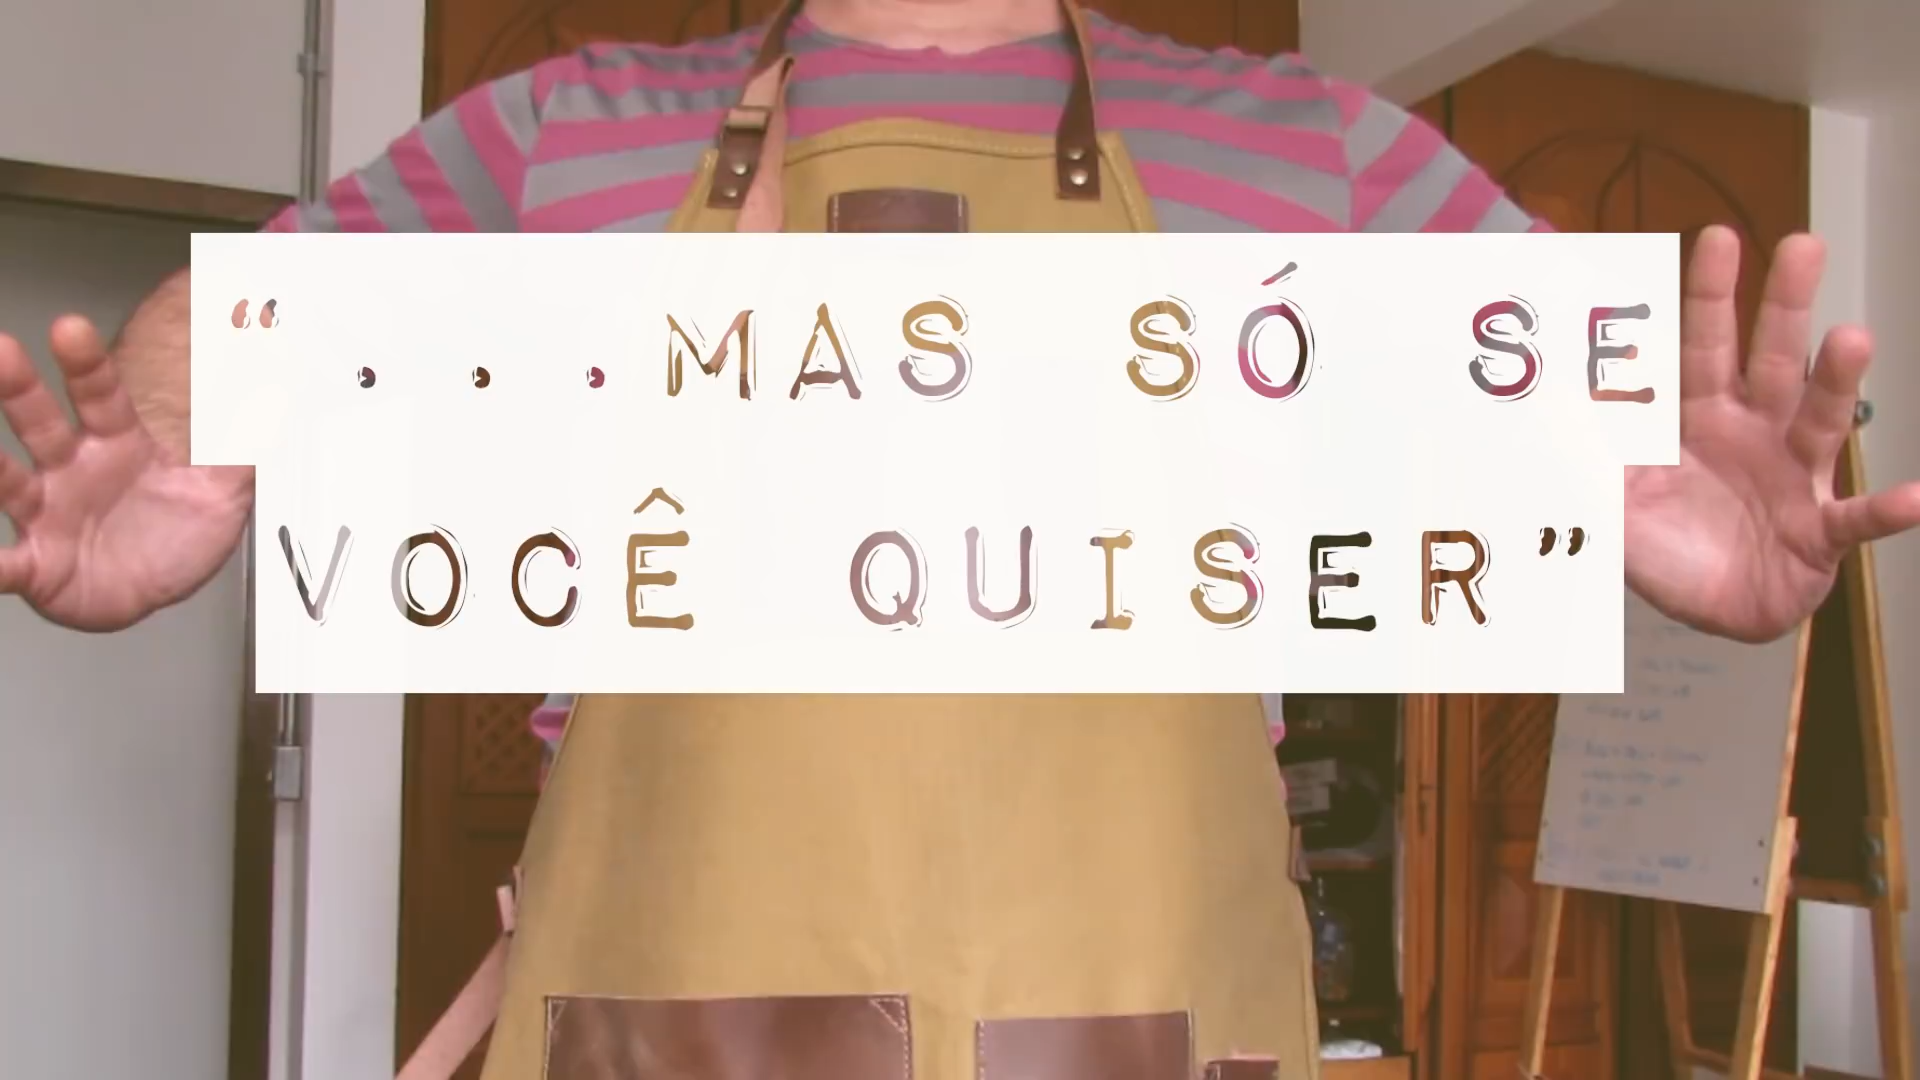 “...MAS SÓ SE
VOCÊ QUISER”